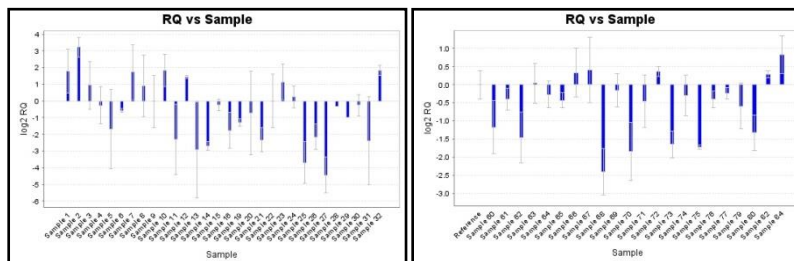 RQ vs Sample
log2 RQ
4
3
2
1
0
-1
-2
-3
-4
-5
-6
Sample 1
Sample 2
Sample 3
Sample 4
Sample 5
Sample 6
Sample 7
Sample 8
Sample 9
Sample 10
Sample 11
Sample 12
Sample 13
Sample 14
Sample 15
Sample 18
Sample 19
Sample 20
Sample 21
Sample 22
Sample 23
Sample 24
Sample 25
Sample 26
Sample 27
Sample 28
Sample 29
Sample 30
Sample 31
Sample 32
Sample
RQ vs Sample
log2 RQ
1.0
0.5
0.0
-0.5
-1.0
-1.5
-2.0
-2.5
-3.0
Reference
Sample 60
Sample 61
Sample 62
Sample 63
Sample 64
Sample 65
Sample 66
Sample 67
Sample 68
Sample 69
Sample 70
Sample 71
Sample 72
Sample 73
Sample 74
Sample 75
Sample 76
Sample 77
Sample 79
Sample 80
Sample 82
Sample 84
Sample